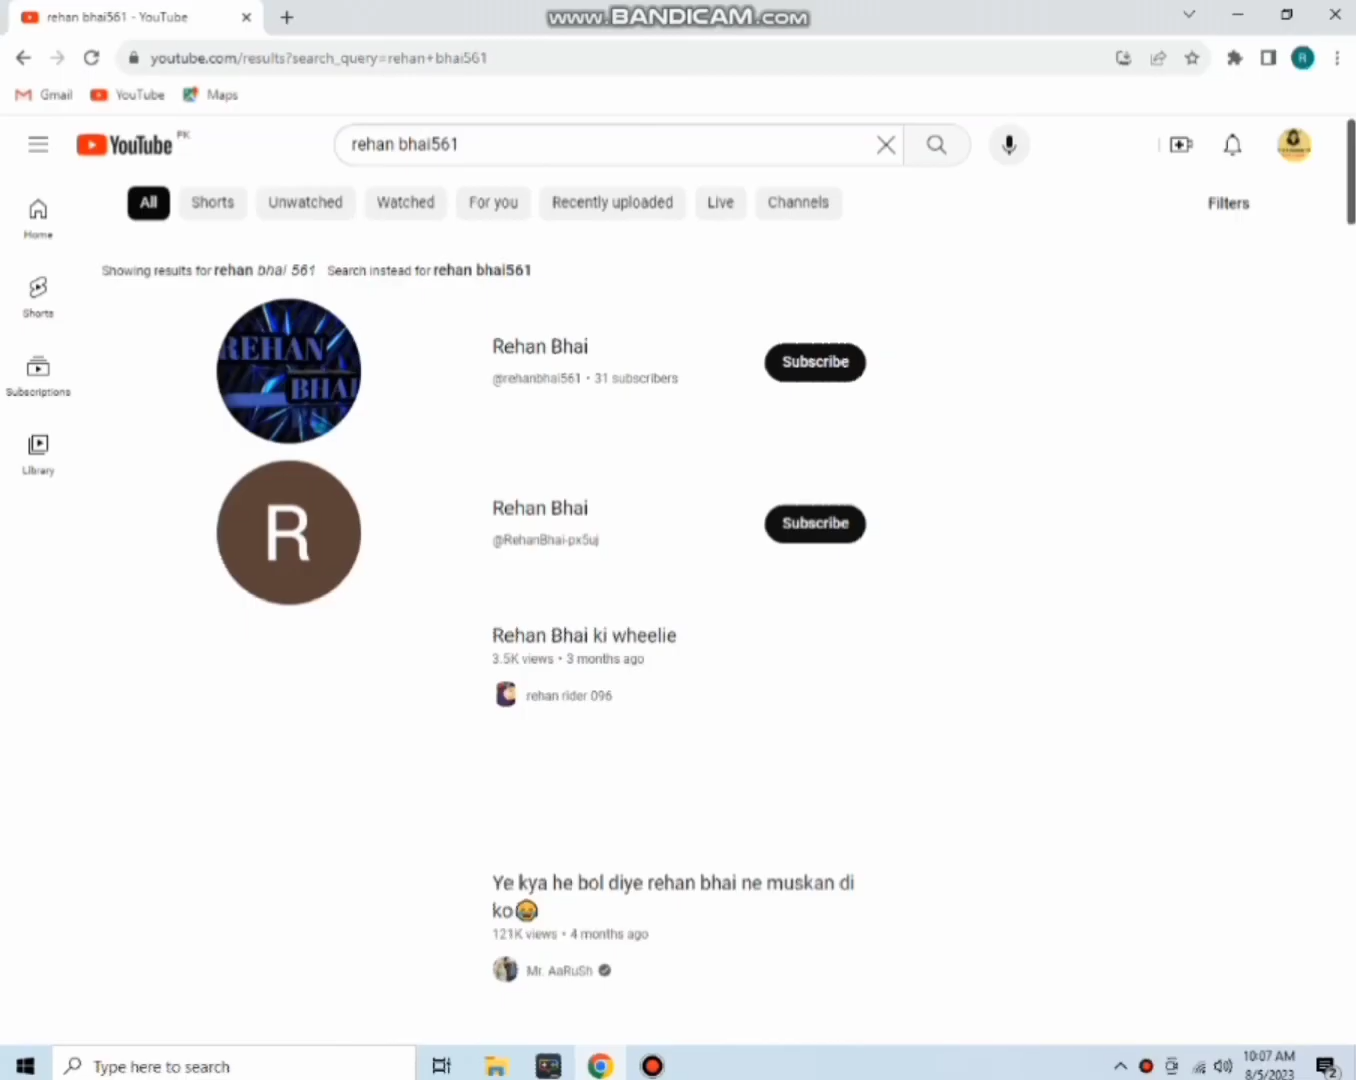 rehan bhai561 - YouTube
www.BANDICAM.com
youtube.com/results?search_query=rehan+bhai561
R
Gmail
YouTube
Maps
YouTube PK
rehan bhai561
All
Shorts
Unwatched
Watched
For you
Recently uploaded
Live
Channels
Filters
Home
Shorts
Subscriptions
Library
Showing results for rehan bhai 561 Search instead for rehan bhai561
REHAN
BHAI
Rehan Bhai
@rehanbhai561 • 31 subscribers
Subscribe
R
Rehan Bhai
@RehanBhai-px5uj
Subscribe
Rehan Bhai ki wheelie
3.5K views • 3 months ago
rehan rider 096
Ye kya he bol diye rehan bhai ne muskan di
ko😂
121K views • 4 months ago
Mr. AaRuSh
Type here to search
10:07 AM
8/5/2023
2